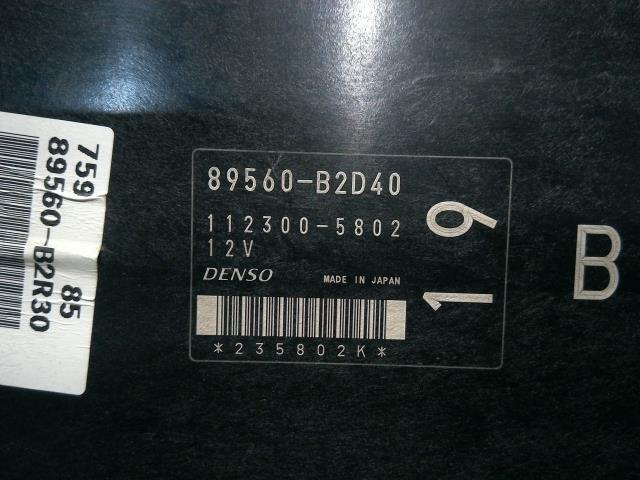 759 85
89560-B2R30
89560-B2D40
112300-5802
12V
DENSO MADE IN JAPAN
*235802K*
19
B